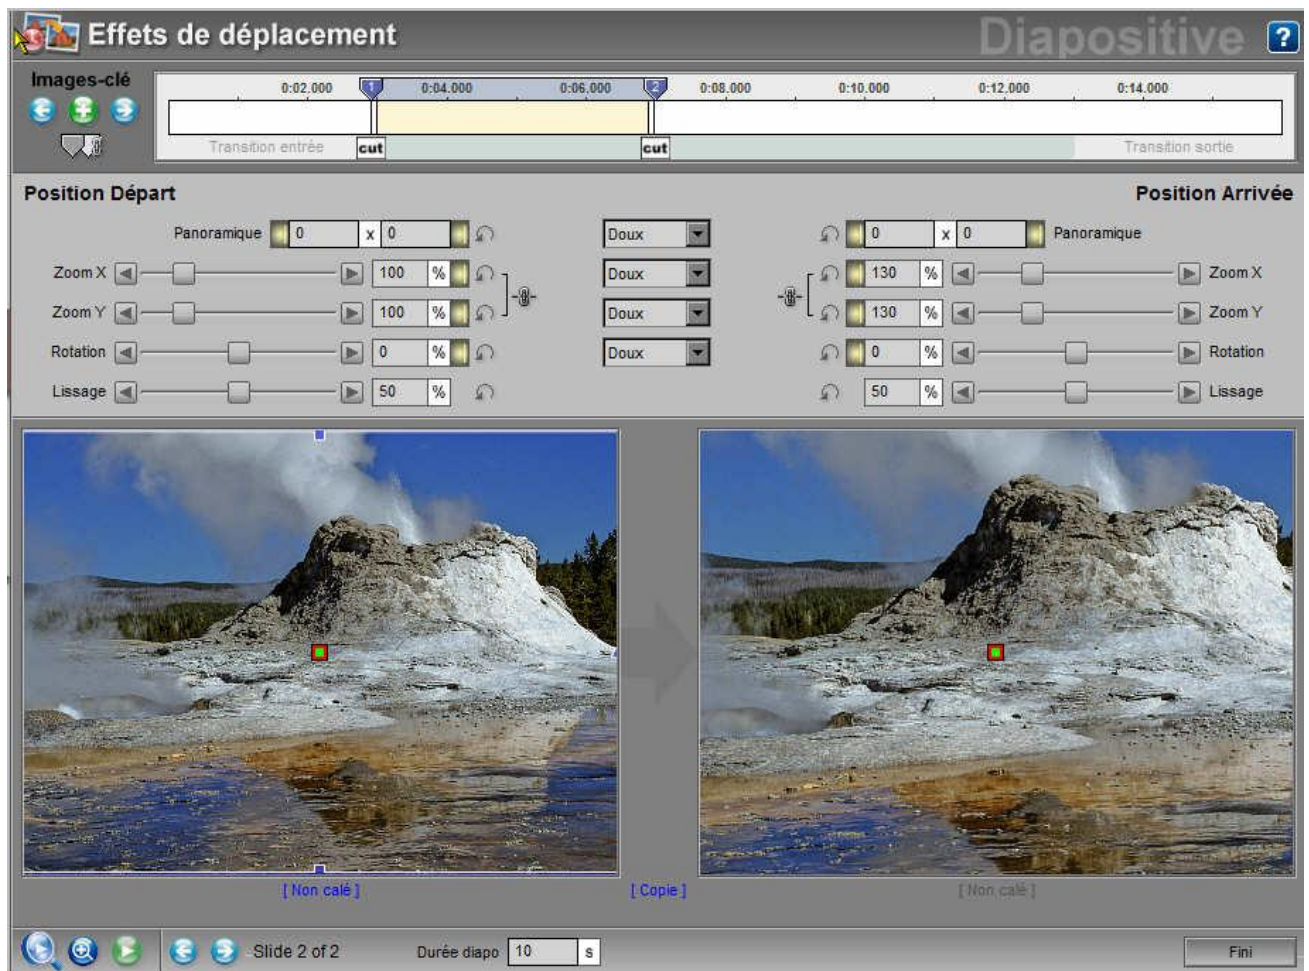 Effets de déplacement
Diapositive
?
Images-clé
0:02.000 1 0:04.000 0:06.000 2 0:08.000 0:10.000 0:12.000 0:14.000
Transition entrée cut cut Transition sortie
Position Départ Position Arrivée
Panoramique 0 x 0 Doux 0 x 0 Panoramique
Zoom X 100 % Doux 130 % Zoom X
Zoom Y 100 % Doux 130 % Zoom Y
Rotation 0 % Doux 0 % Rotation
Lissage 50 % 50 % Lissage
[ Non calé ] [ Copie ] [ Non calé ]
Slide 2 of 2 Durée diapo 10 s Fini